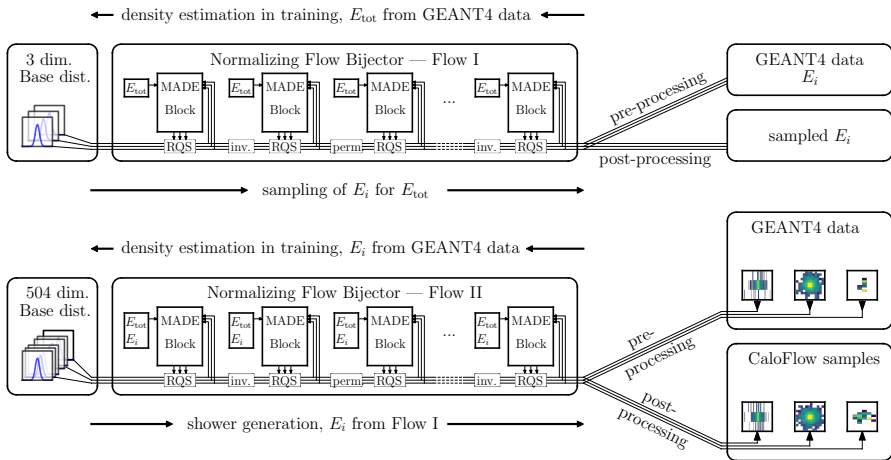 density estimation in training, E_tot from GEANT4 data
3 dim.
Base dist.
Normalizing Flow Bijector — Flow I
E_tot
MADE
Block
E_tot
MADE
Block
E_tot
MADE
Block
...
E_tot
MADE
Block
RQS
inv.
RQS
perm
RQS
inv.
RQS
pre-processing
post-processing
GEANT4 data
E_i
sampled E_i
sampling of E_i for E_tot
density estimation in training, E_i from GEANT4 data
504 dim.
Base dist.
Normalizing Flow Bijector — Flow II
E_tot
E_i
MADE
Block
E_tot
E_i
MADE
Block
E_tot
E_i
MADE
Block
...
E_tot
E_i
MADE
Block
RQS
inv.
RQS
perm
RQS
inv.
RQS
pre-
processing
post-
processing
GEANT4 data
CaloFlow samples
shower generation, E_i from Flow I